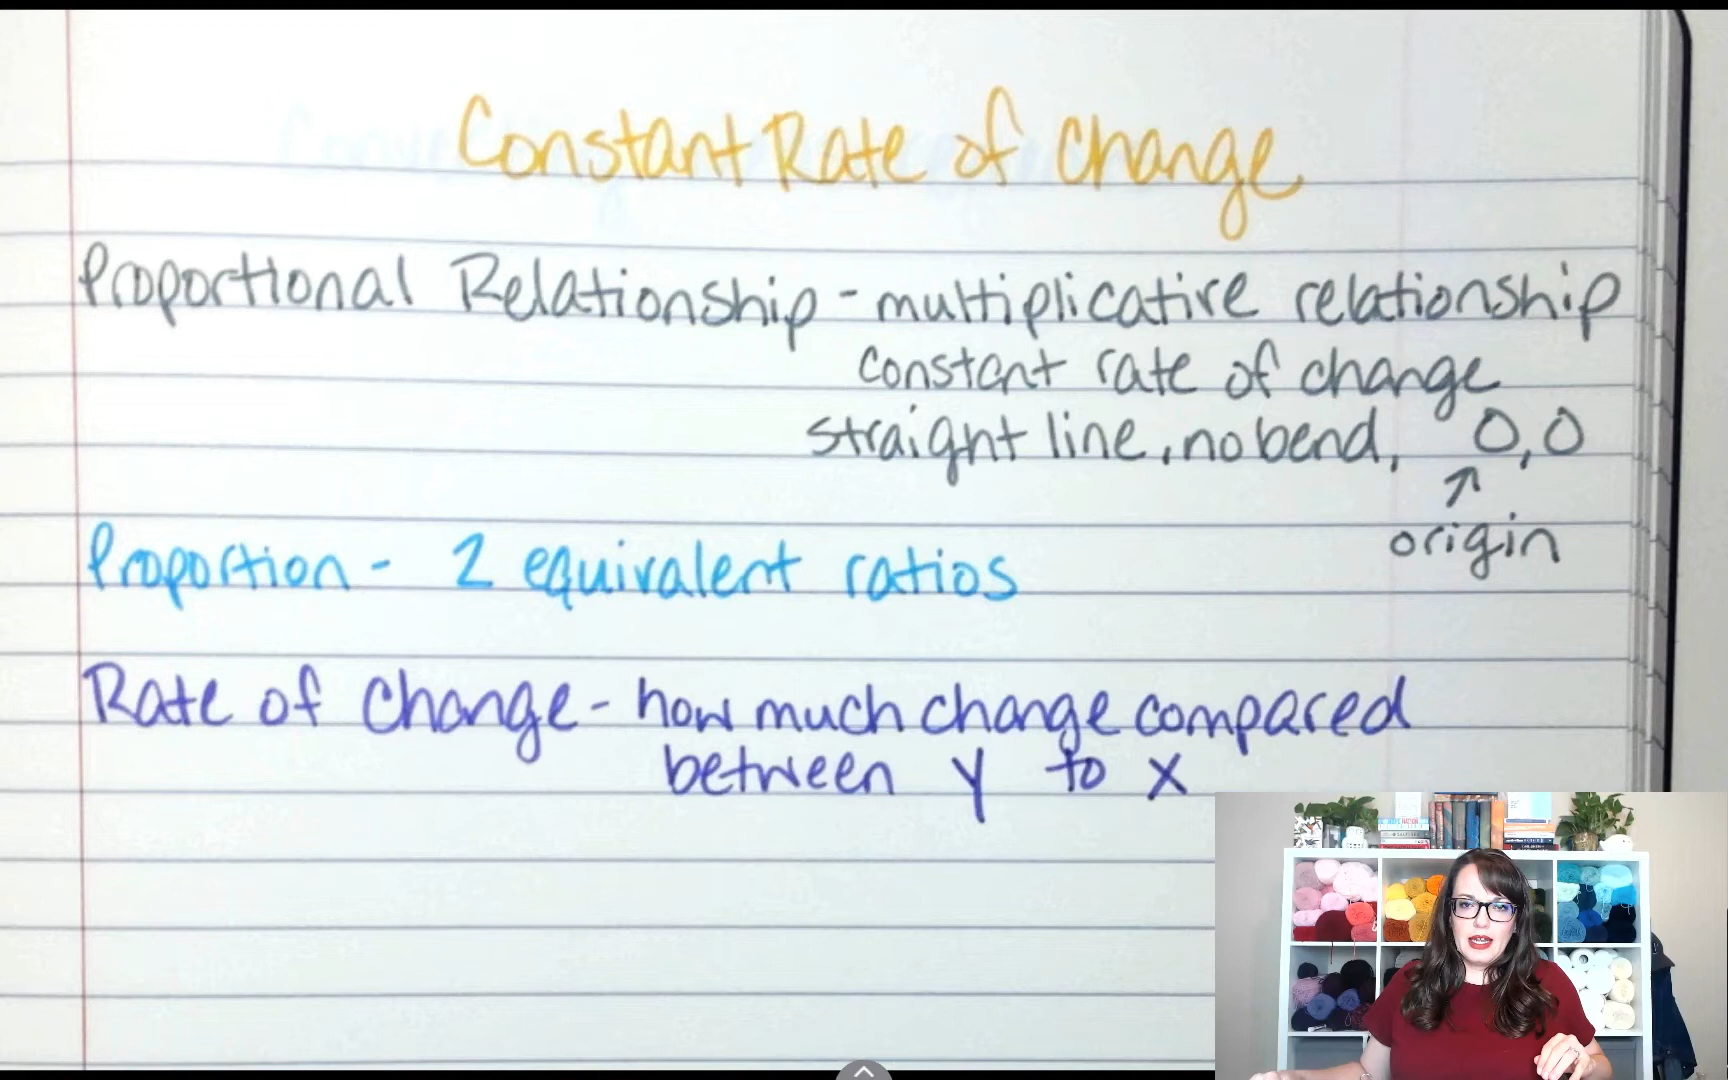 Constant Rate of Change
Proportional Relationship - multiplicative relationship
constant rate of change
straight line, no bend, 0,0
↗
origin
Proportion - 2 equivalent ratios
Rate of Change - how much change compared
between y to x